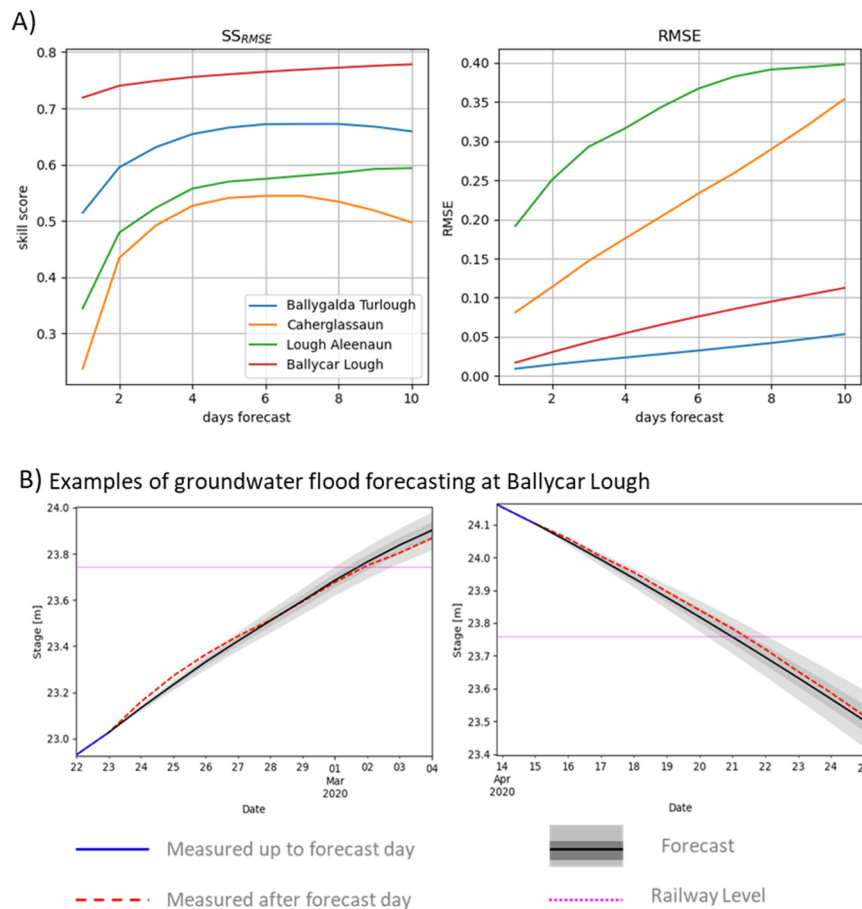 A)
SSRMSE
RMSE
0.8
0.7
0.6
0.5
0.4
0.3
skill score
2 4 6 8 10
days forecast
Ballygalda Turlough
Caherglassaun
Lough Aleenaun
Ballycar Lough
0.40
0.35
0.30
0.25
0.20
0.15
0.10
0.05
0.00
RMSE
2 4 6 8 10
days forecast
B) Examples of groundwater flood forecasting at Ballycar Lough
24.0
23.8
23.6
23.4
23.2
23.0
Stage [m]
22 23 24 25 26 27 28 29 01 02 03 04
Mar
2020
Date
24.1
24.0
23.9
23.8
23.7
23.6
23.5
23.4
Stage [m]
14 15 16 17 18 19 20 21 22 23 24
Apr
2020
Date
Measured up to forecast day
Forecast
Measured after forecast day
Railway Level